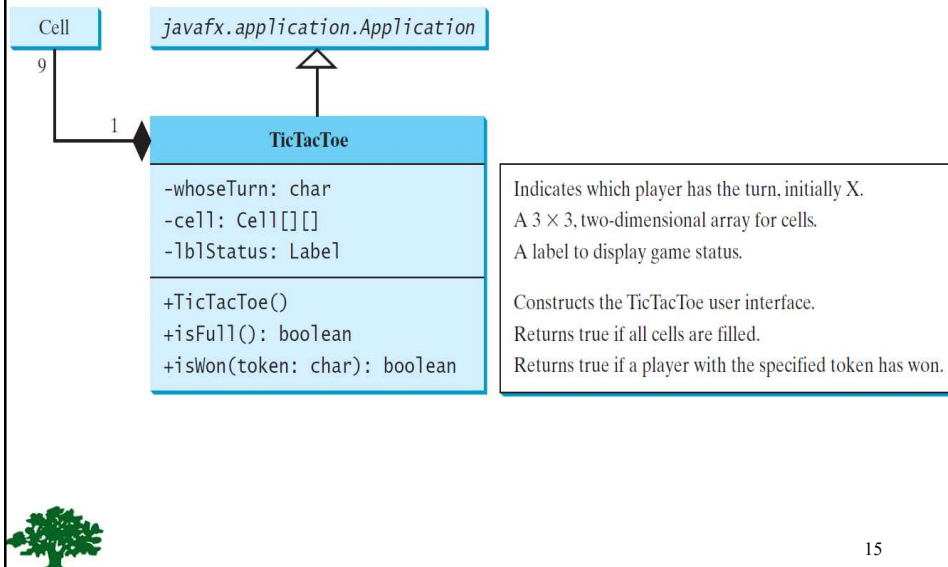 Cell
javafx.application.Application
9
1
TicTacToe
-whoseTurn: char
-cell: Cell[][]
-lblStatus: Label
+TicTacToe()
+isFull(): boolean
+isWon(token: char): boolean
Indicates which player has the turn, initially X.
A 3 × 3, two-dimensional array for cells.
A label to display game status.
Constructs the TicTacToe user interface.
Returns true if all cells are filled.
Returns true if a player with the specified token has won.
15